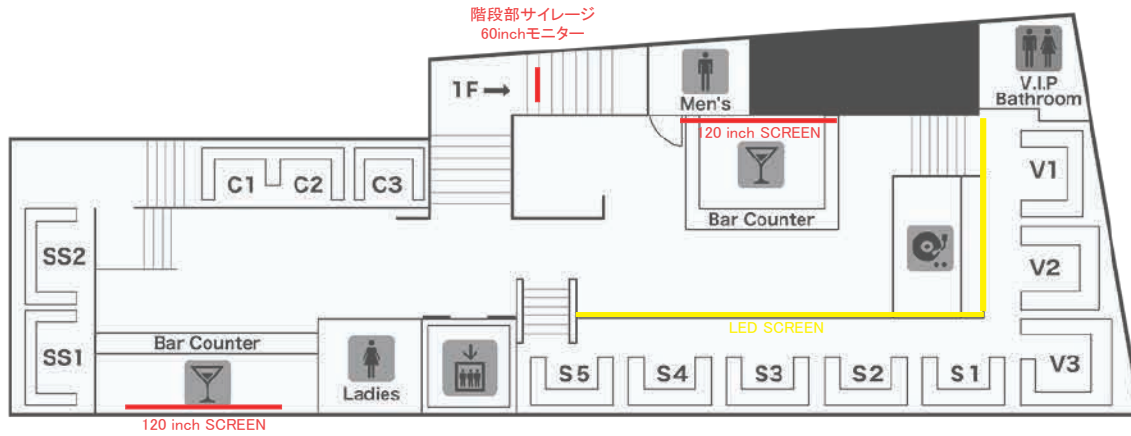 階段部サイレージ
60inchモニター
1F→
Men's
V.I.P
Bathroom
120 inch SCREEN
C1
C2
C3
V1
Bar Counter
SS2
V2
LED SCREEN
SS1
Bar Counter
Ladies
S5
S4
S3
S2
S1
V3
120 inch SCREEN